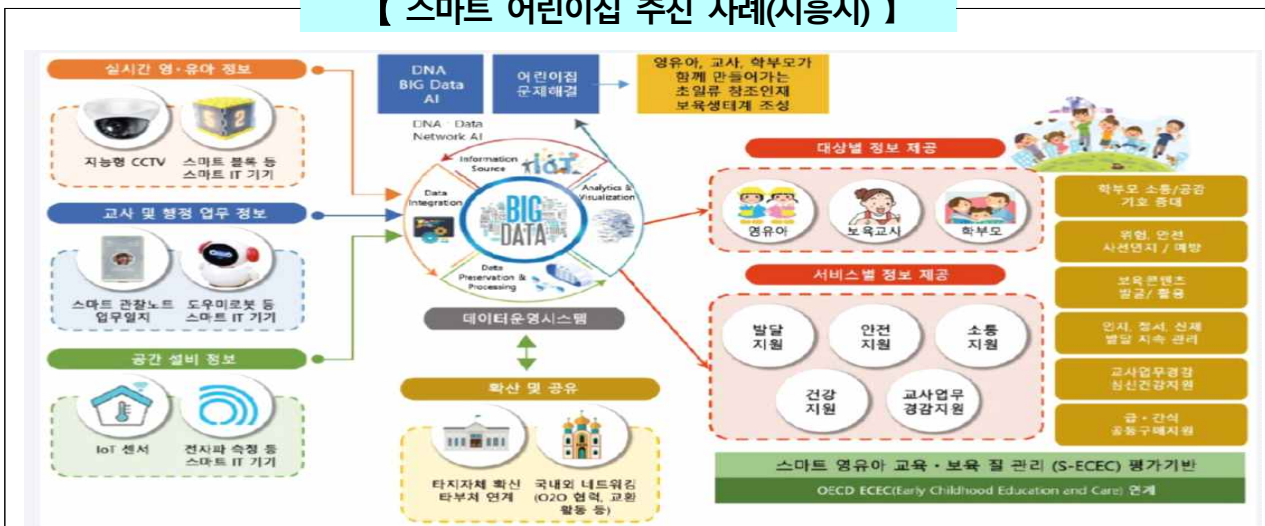 【 스마트 어린이집 추진 사례(시흥시) 】
실시간 영·유아 정보
지능형 CCTV
스마트 블록 등
스마트 IT 기기
교사 및 행정 업무 정보
스마트 관찰노트
업무일지
도우미로봇 등
스마트 IT 기기
공간 설비 정보
IoT 센서
전자파 측정 등
스마트 IT 기기
DNA
BIG Data
AI
어린이집
문제해결
영유아, 교사, 학부모가
함께 만들어가는
초일류 창조인재
보육생태계 조성
DNA : Data
Network AI
Information
Source
IoT
Data
Integration
Analytics &
Visualization
BIG
DATA
Data
Preservation &
Processing
데이터운영시스템
확산 및 공유
타지자체 확산
타부처 연계
국내외 네트워킹
(O2O 협력, 교환
활동 등)
대상별 정보 제공
영유아
보육교사
학부모
서비스별 정보 제공
발달
지원
안전
지원
소통
지원
건강
지원
교사업무
경감지원
학부모 소통/공감
기호 증대
위험, 안전
사전인지 / 예방
보육콘텐츠
발굴/ 활용
인지, 정서, 신체
발달 지속 관리
교사업무경감
심신건강지원
급·간식
공동구매지원
스마트 영유아 교육·보육 질 관리 (S-ECEC) 평가기반
OECD ECEC(Early Childhood Education and Care) 연계